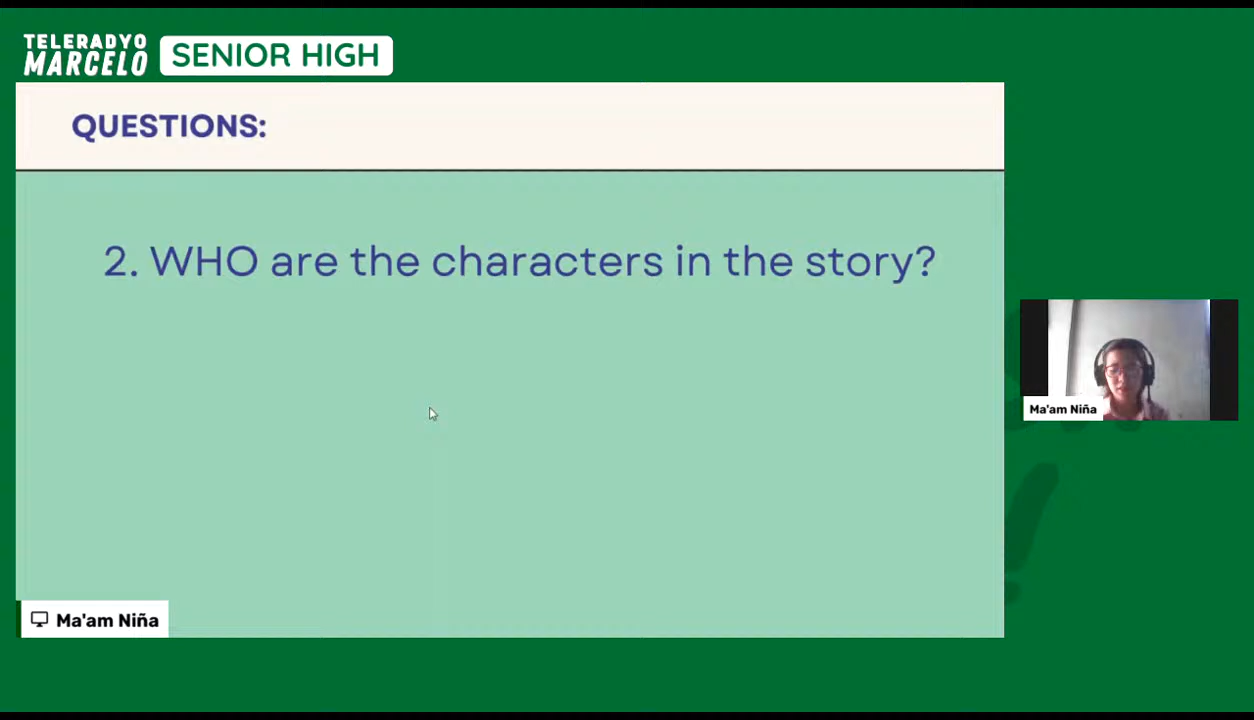 TELERADYO
MARCELO
SENIOR HIGH
QUESTIONS:
2. WHO are the characters in the story?
Ma'am Niña
Ma'am Niña